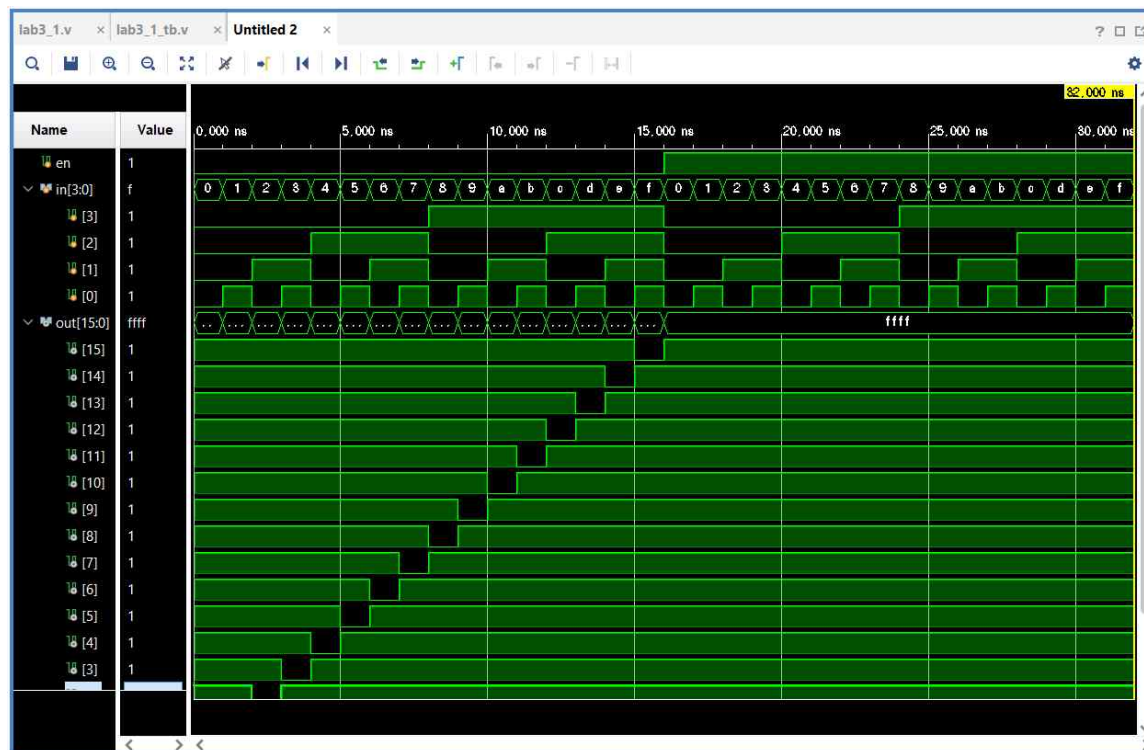 lab3_1.v × lab3_1_tb.v × Untitled 2 × ?
82,000 ns
Name Value 0,000 ns 5,000 ns 10,000 ns 15,000 ns 20,000 ns 25,000 ns 30,000 ns
en 1
in[3:0] f 0 1 2 3 4 5 6 7 8 9 a b c d e f 0 1 2 3 4 5 6 7 8 9 a b c d e f
[3] 1
[2] 1
[1] 1
[0] 1
out[15:0] ffff ... ... ... ... ... ... ... ... ... ... ... ... ... ... ... ... ffff
[15] 1
[14] 1
[13] 1
[12] 1
[11] 1
[10] 1
[9] 1
[8] 1
[7] 1
[6] 1
[5] 1
[4] 1
[3] 1